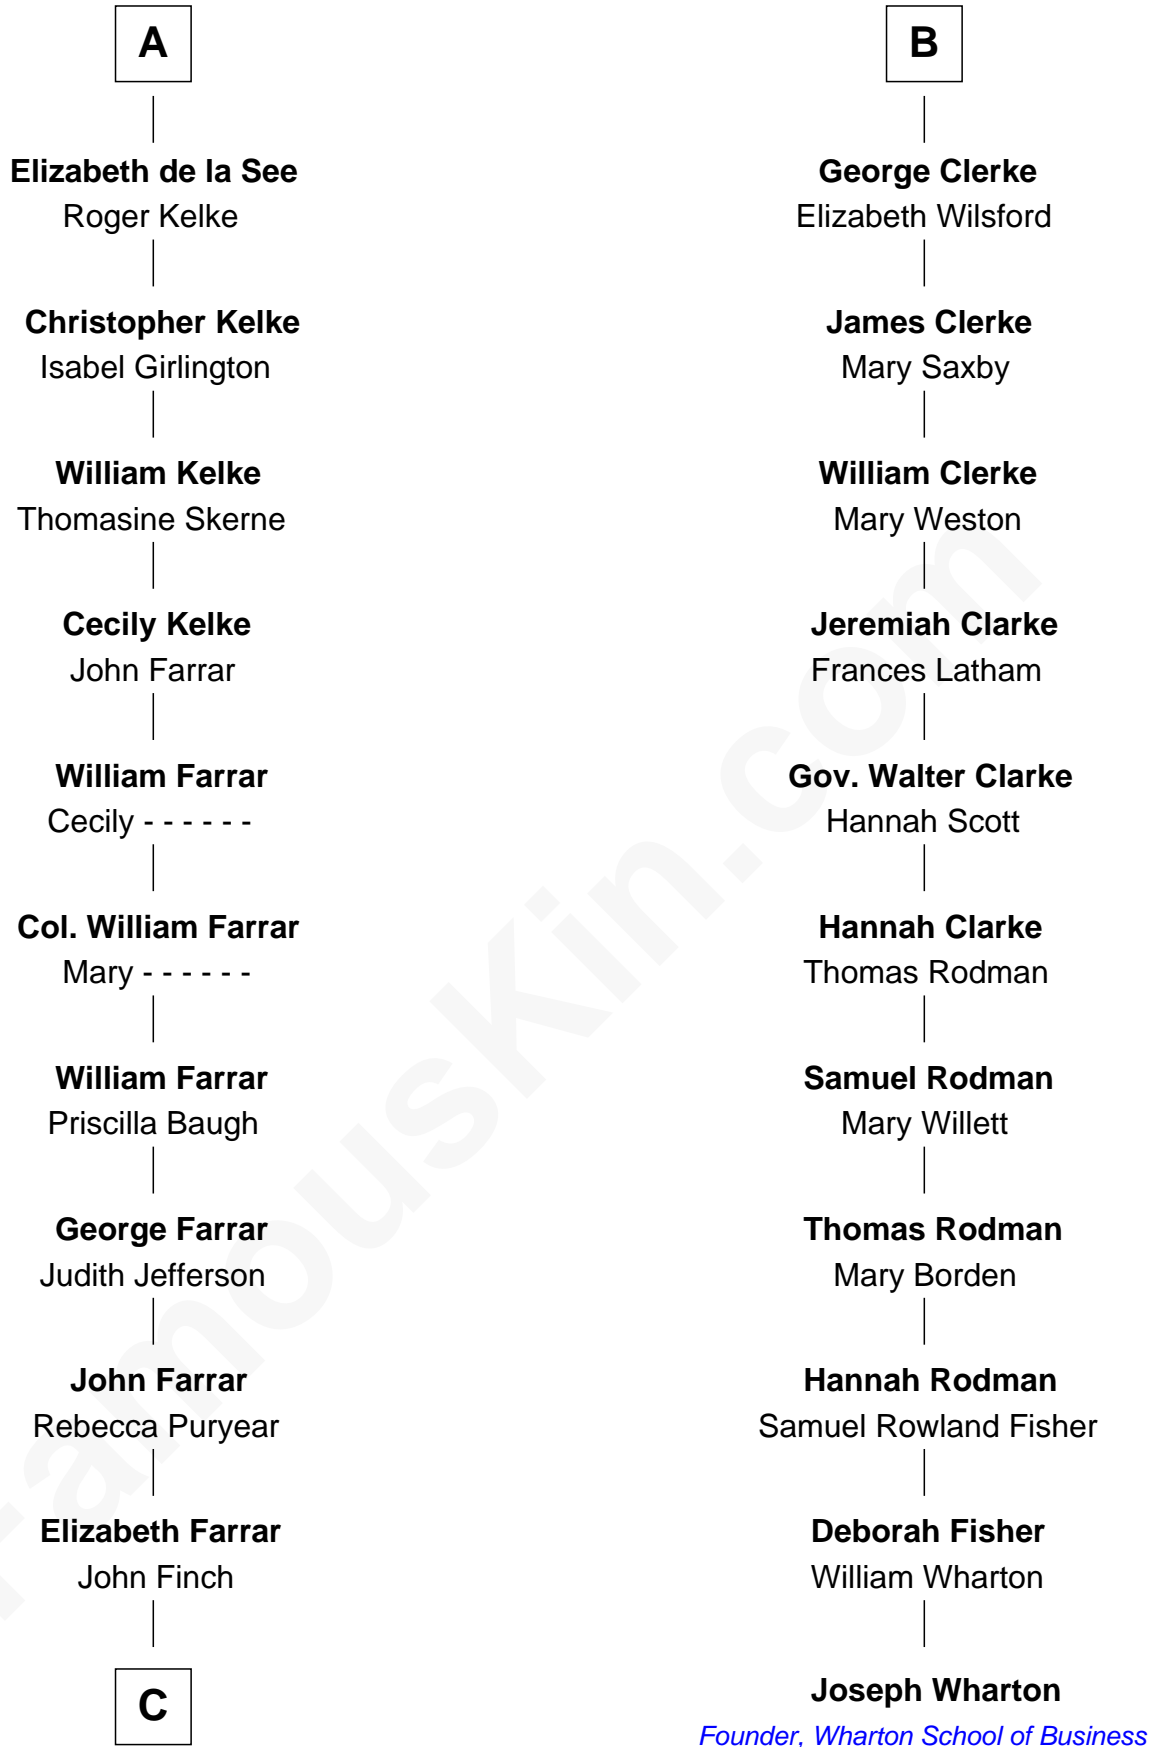 A
Elizabeth de la See
Roger Kelke
Christopher Kelke
Isabel Girlington
William Kelke
Thomasine Skerne
Cecily Kelke
John Farrar
William Farrar
Cecily - - - - - -
Col. William Farrar
Mary - - - - - -
William Farrar
Priscilla Baugh
George Farrar
Judith Jefferson
John Farrar
Rebecca Puryear
Elizabeth Farrar
John Finch
C
B
George Clerke
Elizabeth Wilsford
James Clerke
Mary Saxby
William Clerke
Mary Weston
Jeremiah Clarke
Frances Latham
Gov. Walter Clarke
Hannah Scott
Hannah Clarke
Thomas Rodman
Samuel Rodman
Mary Willett
Thomas Rodman
Mary Borden
Hannah Rodman
Samuel Rowland Fisher
Deborah Fisher
William Wharton
Joseph Wharton
Founder, Wharton School of Business
FamousKin.com